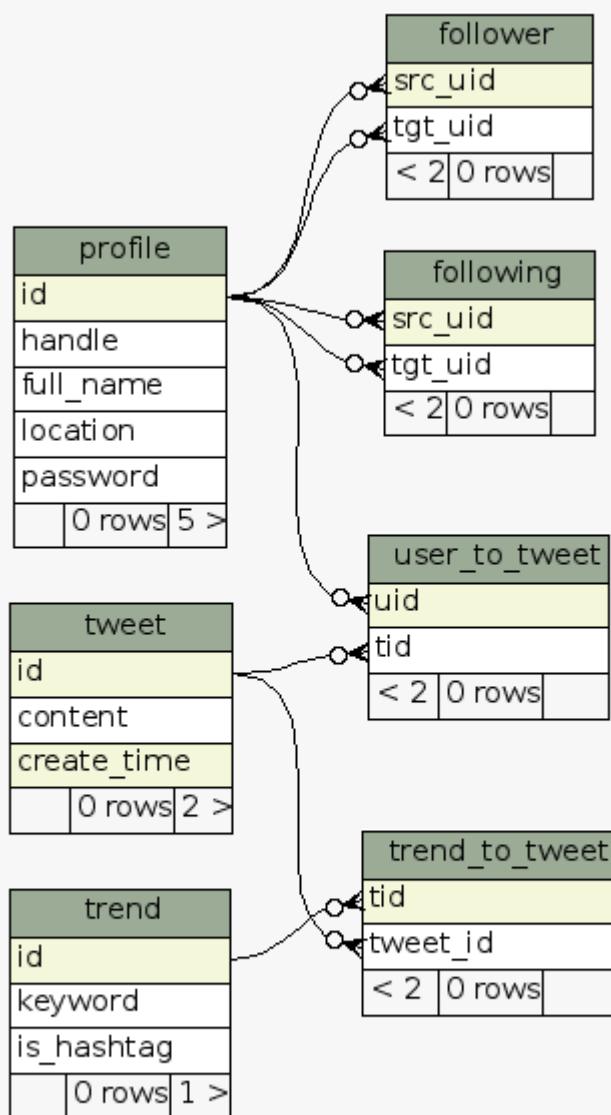 follower
src_uid
tgt_uid
< 2 0 rows
profile
id
handle
full_name
location
password
0 rows 5 >
following
src_uid
tgt_uid
< 2 0 rows
user_to_tweet
uid
tid
< 2 0 rows
tweet
id
content
create_time
0 rows 2 >
trend_to_tweet
tid
tweet_id
< 2 0 rows
trend
id
keyword
is_hashtag
0 rows 1 >